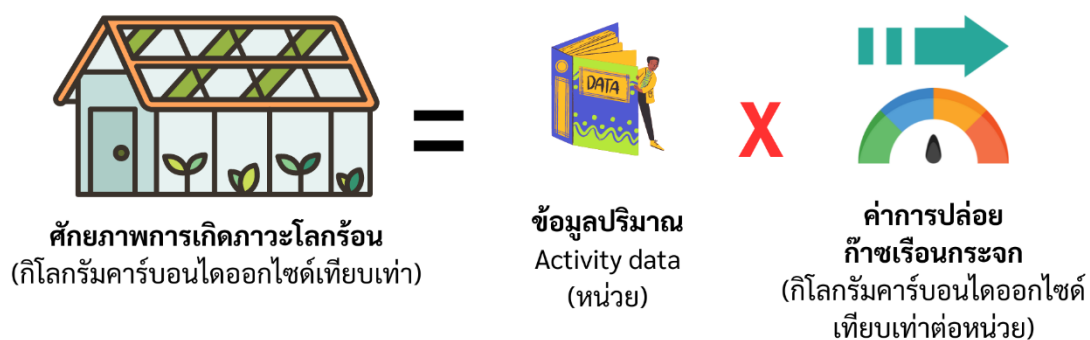 DATA
=
X
ศักยภาพการเกิดภาวะโลกร้อน
(กิโลกรัมคาร์บอนไดออกไซด์เทียบเท่า)
ข้อมูลปริมาณ
Activity data
(หน่วย)
ค่าการปล่อย
ก๊าซเรือนกระจก
(กิโลกรัมคาร์บอนไดออกไซด์
เทียบเท่าต่อหน่วย)